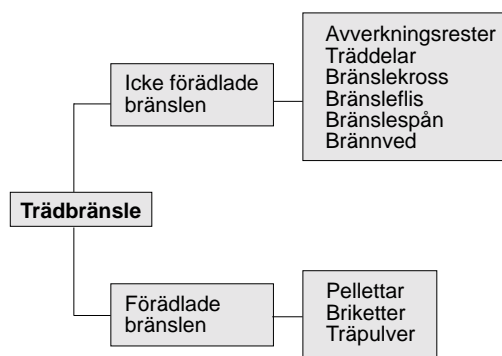 Avverkningsrester
Träddelar
Bränslekross
Bränsleflis
Bränslespån
Brännved
Icke förädlade
bränslen
Trädbränsle
Förädlade
bränslen
Pellettar
Briketter
Träpulver